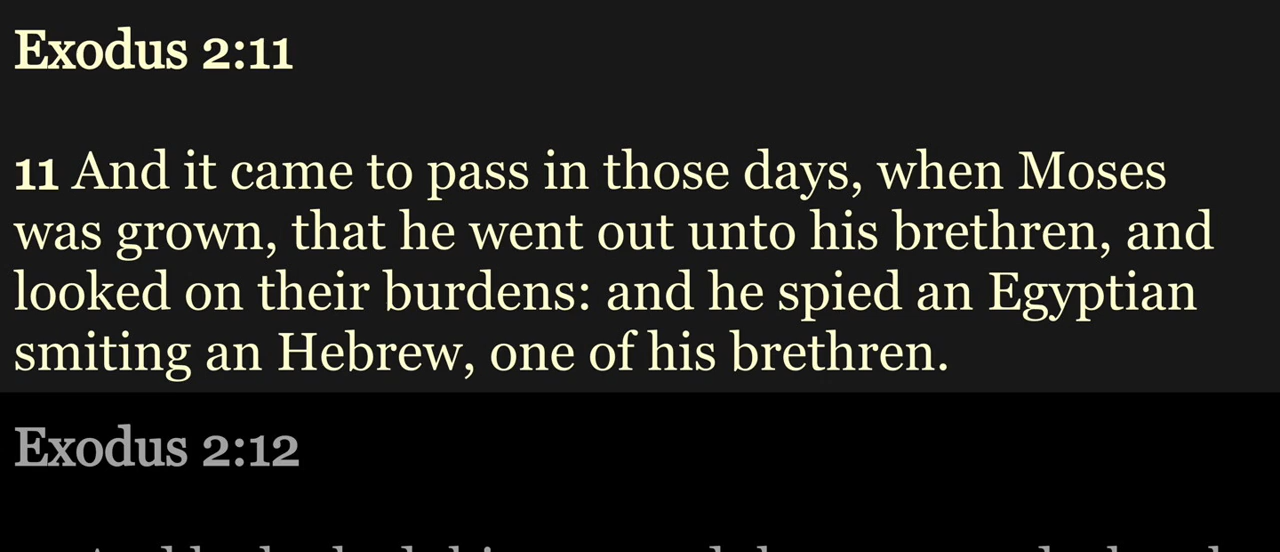 Exodus 2:11
11 And it came to pass in those days, when Moses
was grown, that he went out unto his brethren, and
looked on their burdens: and he spied an Egyptian
smiting an Hebrew, one of his brethren.
Exodus 2:12